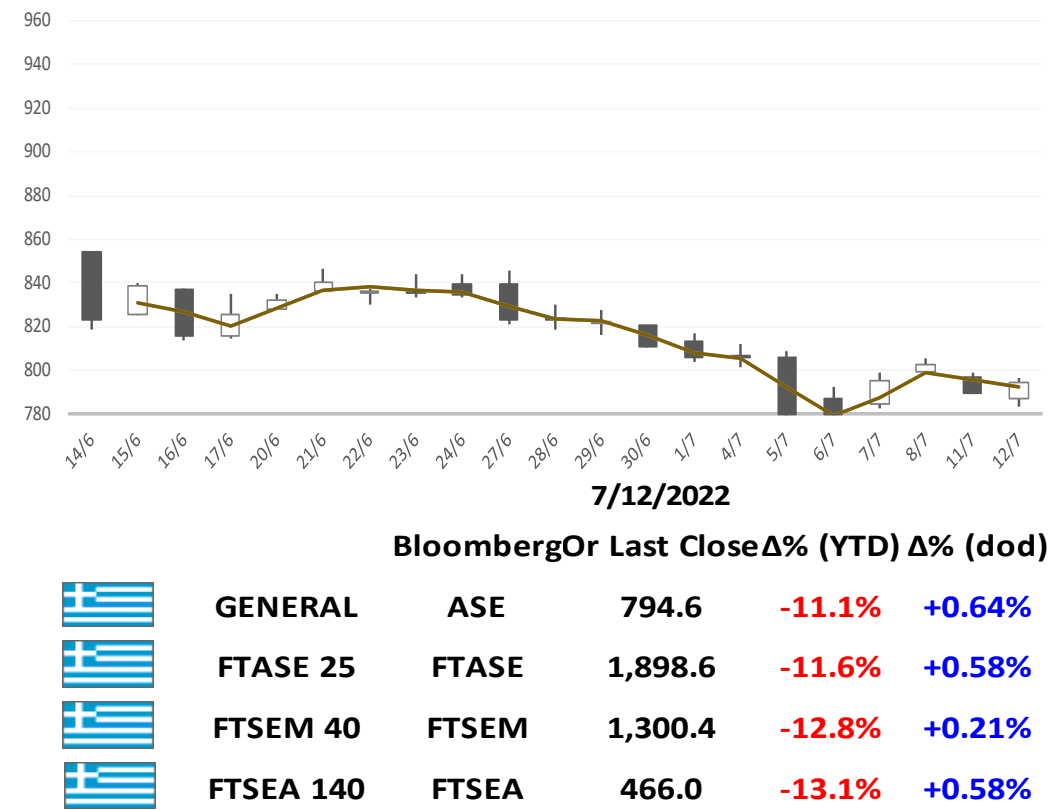 960
940
920
900
880
860
840
820
800
780
14/6 15/6 16/6 17/6 20/6 21/6 22/6 23/6 24/6 27/6 28/6 29/6 30/6 1/7 4/7 5/7 6/7 7/7 8/7 11/7 12/7
7/12/2022
BloombergOr Last Close Δ% (YTD) Δ% (dod)
GENERAL ASE 794.6 -11.1% +0.64%
FTASE 25 FTASE 1,898.6 -11.6% +0.58%
FTSEM 40 FTSEM 1,300.4 -12.8% +0.21%
FTSEA 140 FTSEA 466.0 -13.1% +0.58%